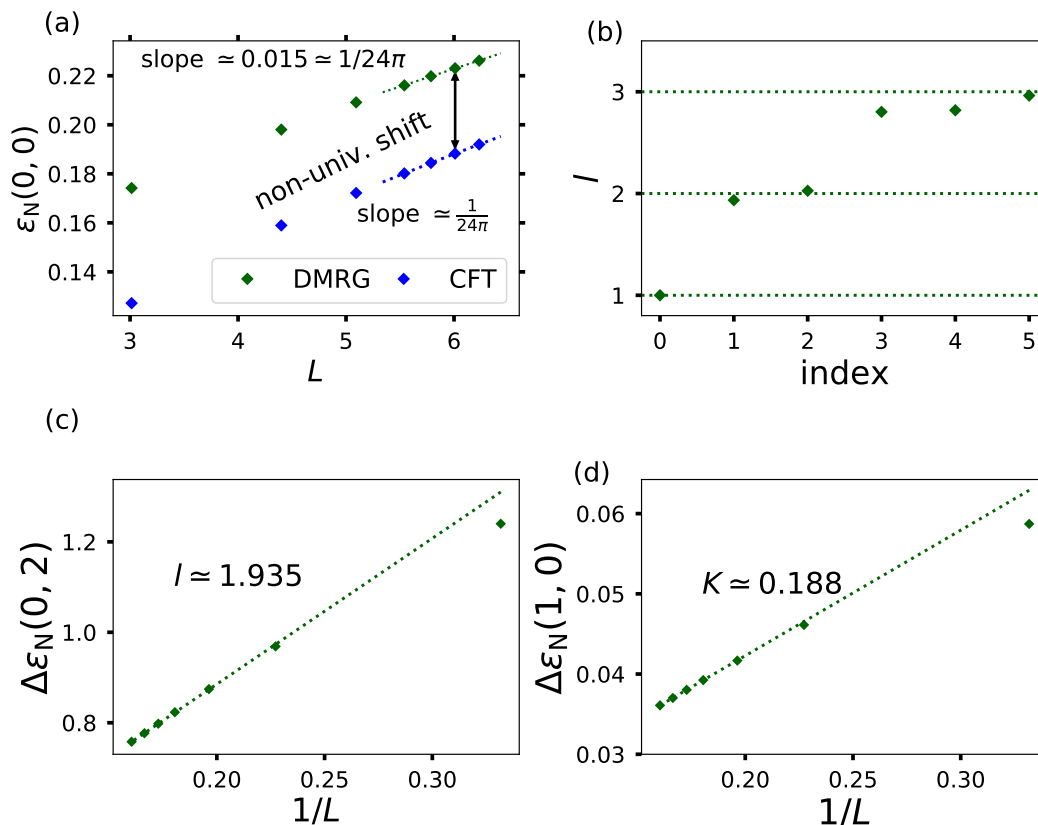 (a)
slope ≃0.015≃1/24π
non-univ. shift
slope ≃ 1/24π
DMRG CFT
0.22
0.20
0.18
0.16
0.14
εN(0, 0)
3 4 5 6
L
(b)
3
2
1
l
0 1 2 3 4 5
index
(c)
l≃1.935
1.2
1.0
0.8
ΔεN(0, 2)
0.20 0.25 0.30
1/L
(d)
K≃0.188
0.06
0.05
0.04
0.03
ΔεN(1, 0)
0.20 0.25 0.30
1/L